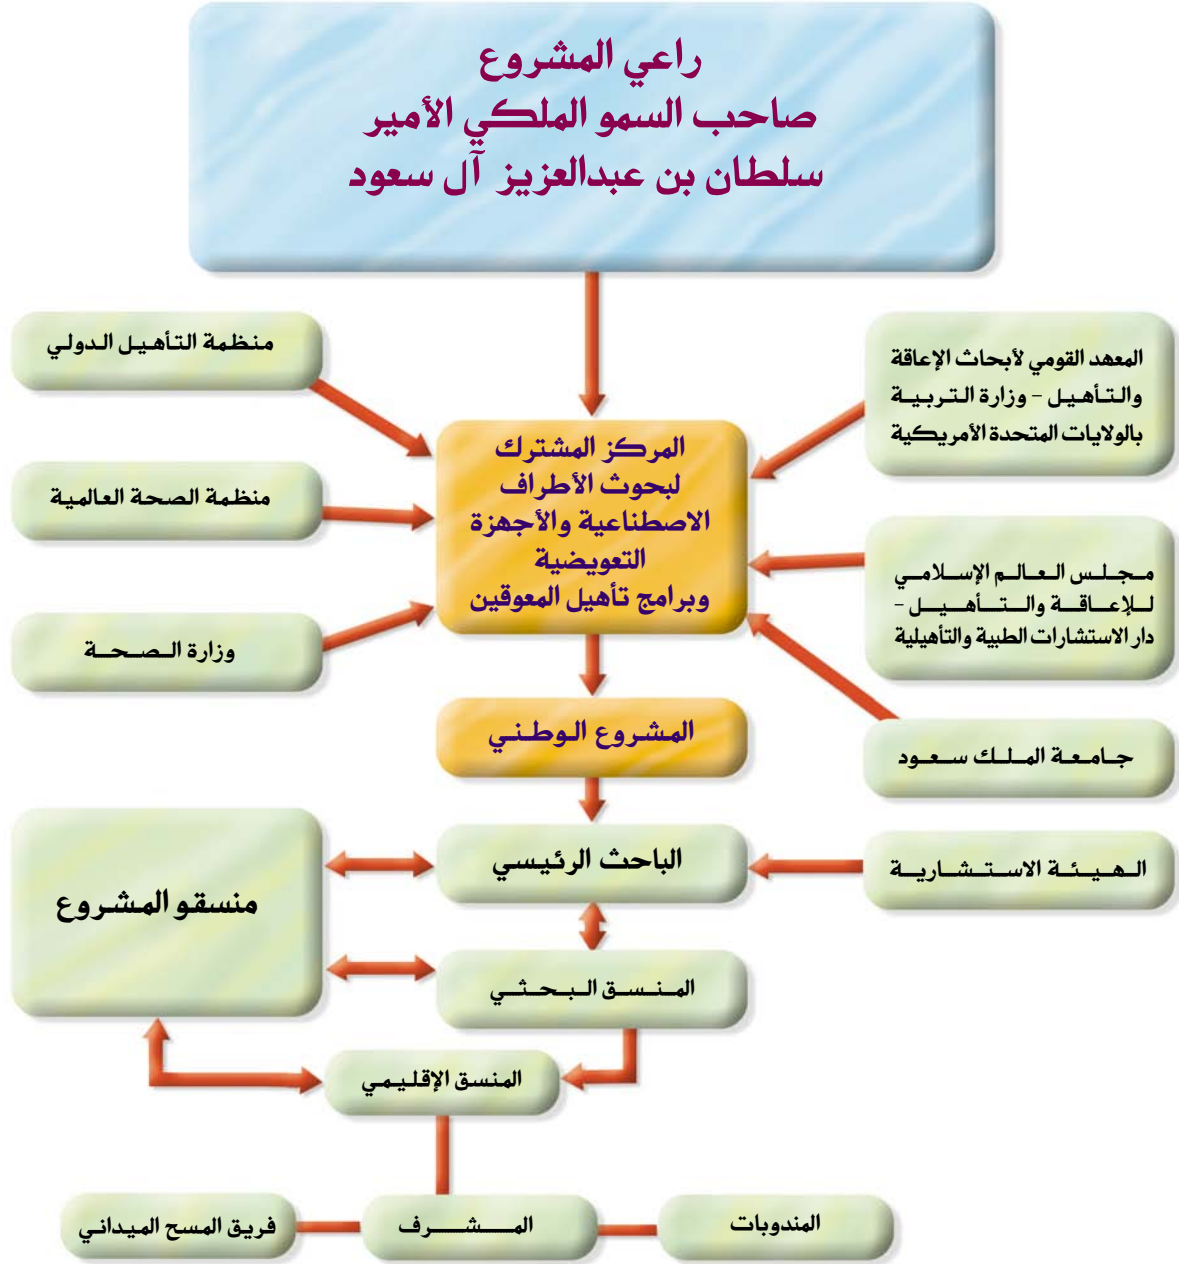 راعي المشروع
صاحب السمو الملكي الأمير
سلطان بن عبدالعزيز آل سعود
المعهد القومي لأبحاث الإعاقة
والتأهيل - وزارة التربية
بالولايات المتحدة الأمريكية
منظمة التأهيل الدولي
المركز المشترك
لبحوث الأطراف
الاصطناعية والأجهزة
التعويضية
وبرامج تأهيل المعوقين
منظمة الصحة العالمية
مجلس العالم الإسلامي
للإعاقة والتأهيل -
دار الاستشارات الطبية والتأهيلية
وزارة الصحة
جامعة الملك سعود
المشروع الوطني
الهيئة الاستشارية
الباحث الرئيسي
منسقو المشروع
المنسق البحثي
المنسق الإقليمي
المندوبات
المشرف
فريق المسح الميداني